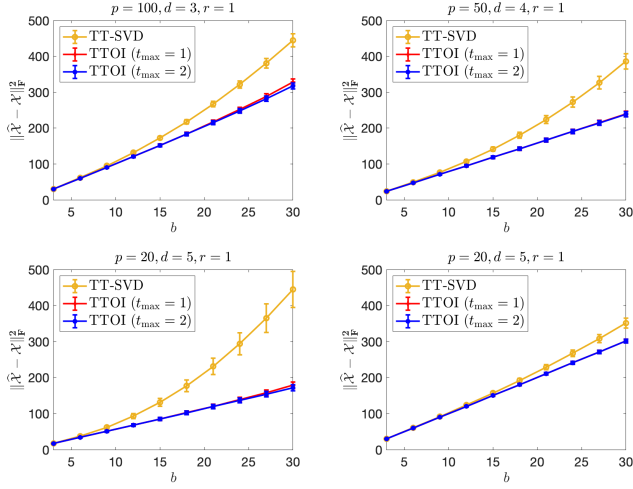 p = 100, d = 3, r = 1
500
400
300
200
100
0
5 10 15 20 25 30
b
‖X̂ − X‖²_F
TT-SVD
TTOI (t_max = 1)
TTOI (t_max = 2)
p = 50, d = 4, r = 1
500
400
300
200
100
0
5 10 15 20 25 30
b
‖X̂ − X‖²_F
TT-SVD
TTOI (t_max = 1)
TTOI (t_max = 2)
p = 20, d = 5, r = 1
500
400
300
200
100
0
5 10 15 20 25 30
b
‖X̂ − X‖²_F
TT-SVD
TTOI (t_max = 1)
TTOI (t_max = 2)
p = 20, d = 5, r = 1
500
400
300
200
100
0
5 10 15 20 25 30
b
‖X̂ − X‖²_F
TT-SVD
TTOI (t_max = 1)
TTOI (t_max = 2)